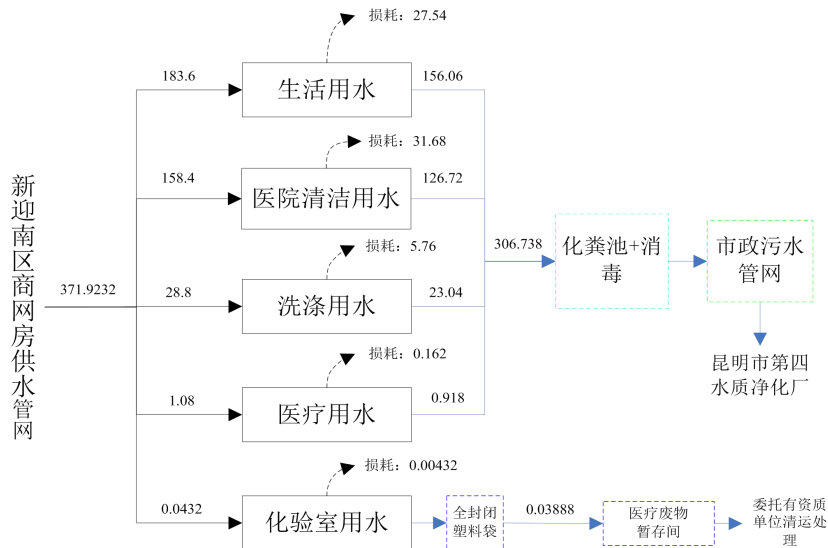 损耗：27.54
183.6
生活用水
156.06
损耗：31.68
158.4
医院清洁用水
126.72
新迎南区商网房供水管网
371.9232
损耗：5.76
28.8
洗涤用水
23.04
306.738
化粪池+消
毒
市政污水
管网
昆明市第四
水质净化厂
损耗：0.162
1.08
医疗用水
0.918
损耗：0.00432
0.0432
化验室用水
全封闭
塑料袋
0.03888
医疗废物
暂存间
委托有资质
单位清运处
理